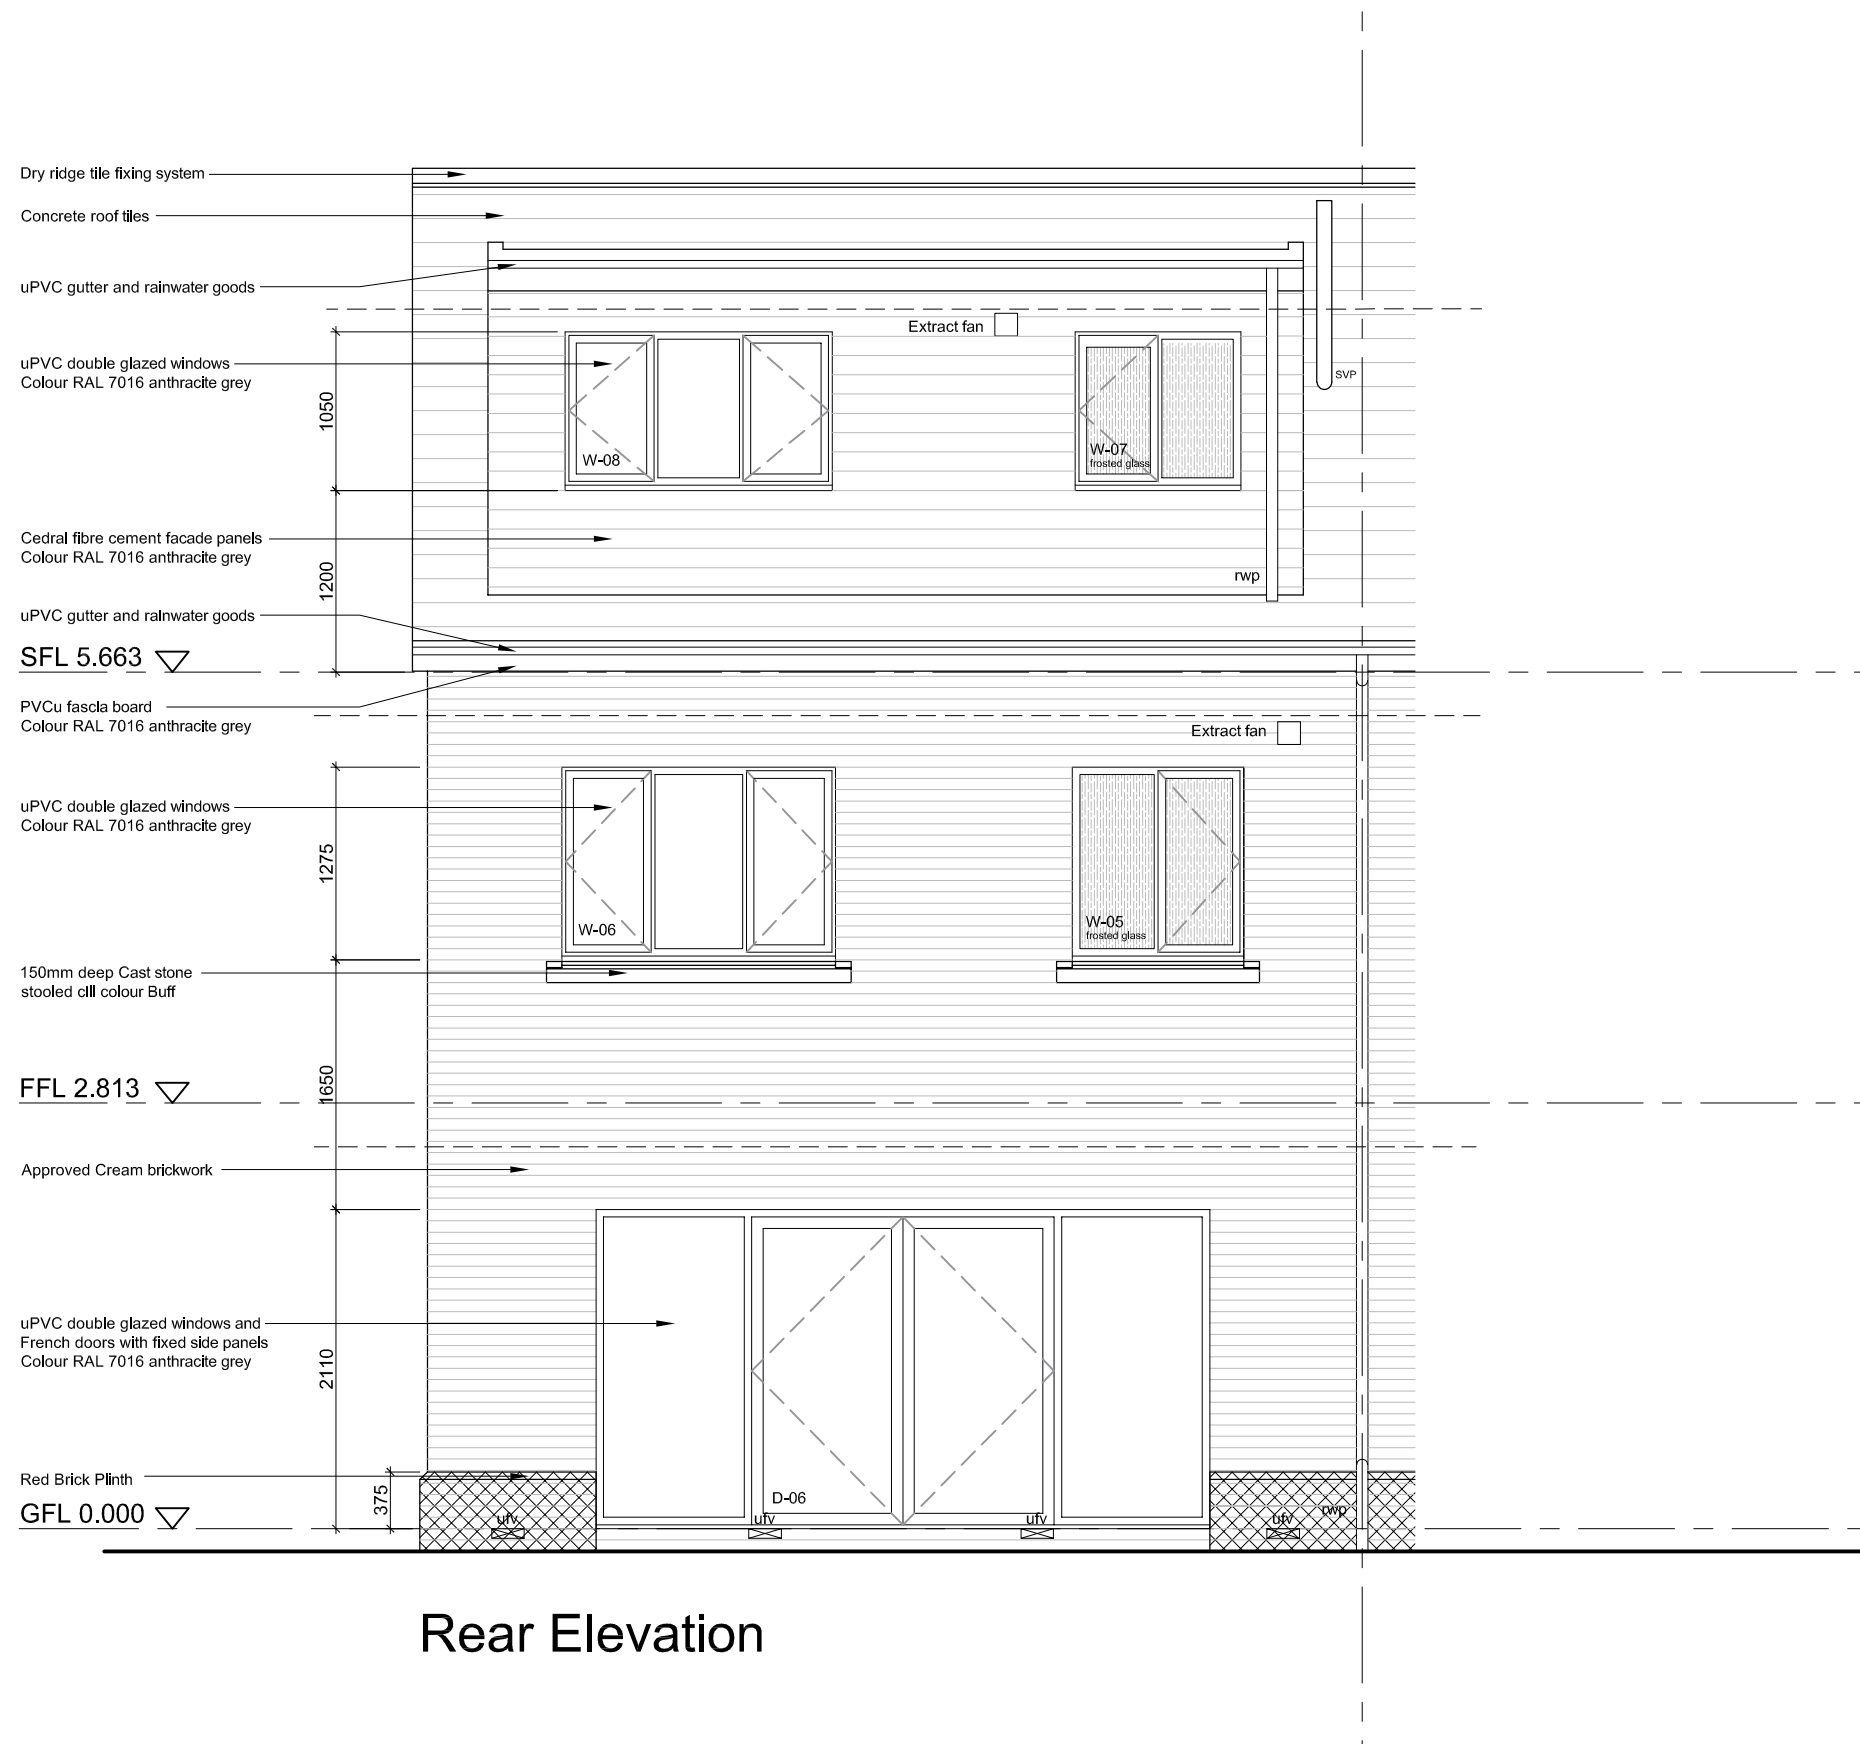 Dry ridge tile fixing system
Concrete roof tiles
uPVC gutter and rainwater goods
Extract fan
uPVC double glazed windows
Colour RAL 7016 anthracite grey
SVP
1050
W-08
W-07
frosted glass
Cedral fibre cement facade panels
Colour RAL 7016 anthracite grey
1200
rwp
uPVC gutter and rainwater goods
SFL 5.663
PVCu fascia board
Colour RAL 7016 anthracite grey
Extract fan
uPVC double glazed windows
Colour RAL 7016 anthracite grey
1275
W-06
W-05
frosted glass
150mm deep Cast stone
stooled cill colour Buff
1650
FFL 2.813
Approved Cream brickwork
uPVC double glazed windows and
French doors with fixed side panels
Colour RAL 7016 anthracite grey
2110
Red Brick Plinth
375
D-06
GFL 0.000
ufv
ufv
ufv
ufv
rwp
Rear Elevation